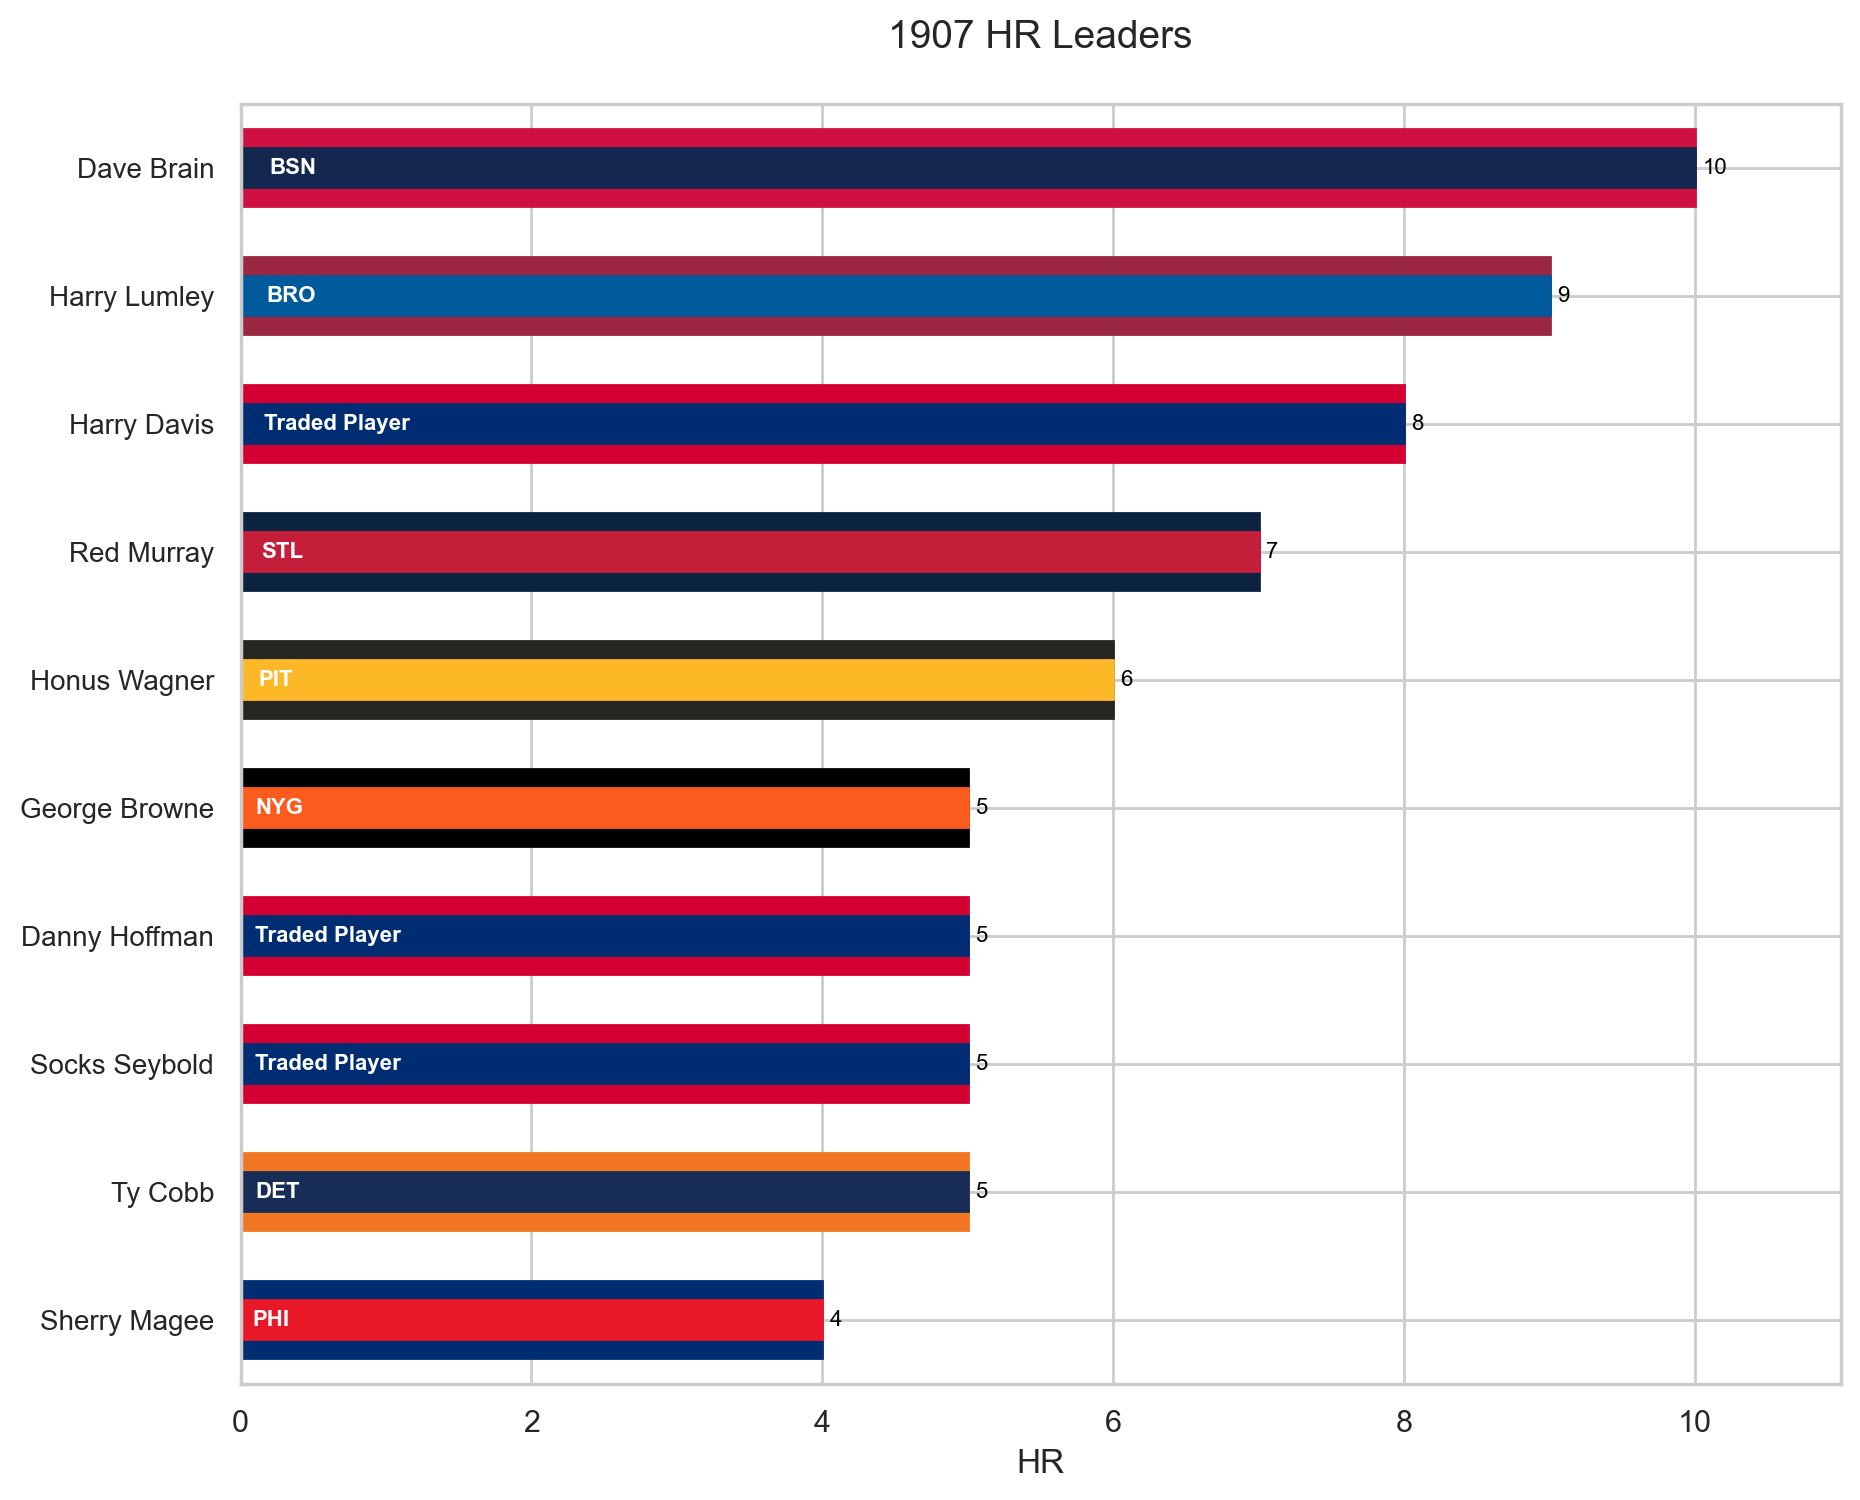 1907 HR Leaders
Dave Brain
BSN
10
Harry Lumley
BRO
9
Harry Davis
Traded Player
8
Red Murray
STL
7
Honus Wagner
PIT
6
George Browne
NYG
5
Danny Hoffman
Traded Player
5
Socks Seybold
Traded Player
5
Ty Cobb
DET
5
Sherry Magee
PHI
4
0 2 4 6 8 10
HR